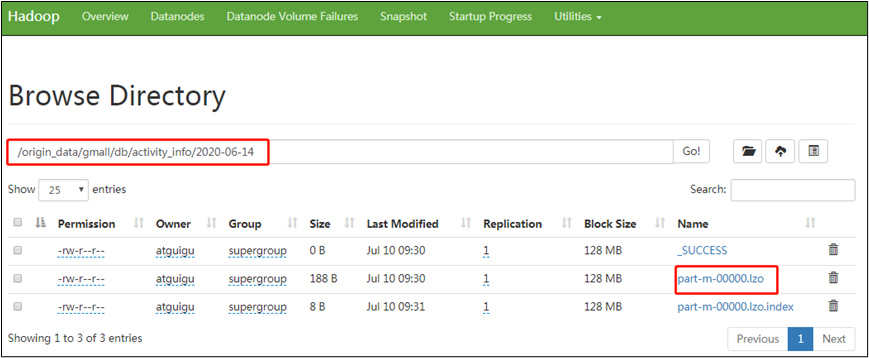 Hadoop Overview Datanodes Datanode Volume Failures Snapshot Startup Progress Utilities
Browse Directory
/origin_data/gmall/db/activity_info/2020-06-14 Go!
Show 25 entries Search:
Permission Owner Group Size Last Modified Replication Block Size Name
-rw-r--r-- atguigu supergroup 0 B Jul 10 09:30 1 128 MB _SUCCESS
-rw-r--r-- atguigu supergroup 188 B Jul 10 09:30 1 128 MB part-m-00000.lzo
-rw-r--r-- atguigu supergroup 8 B Jul 10 09:31 1 128 MB part-m-00000.lzo.index
Showing 1 to 3 of 3 entries Previous 1 Next